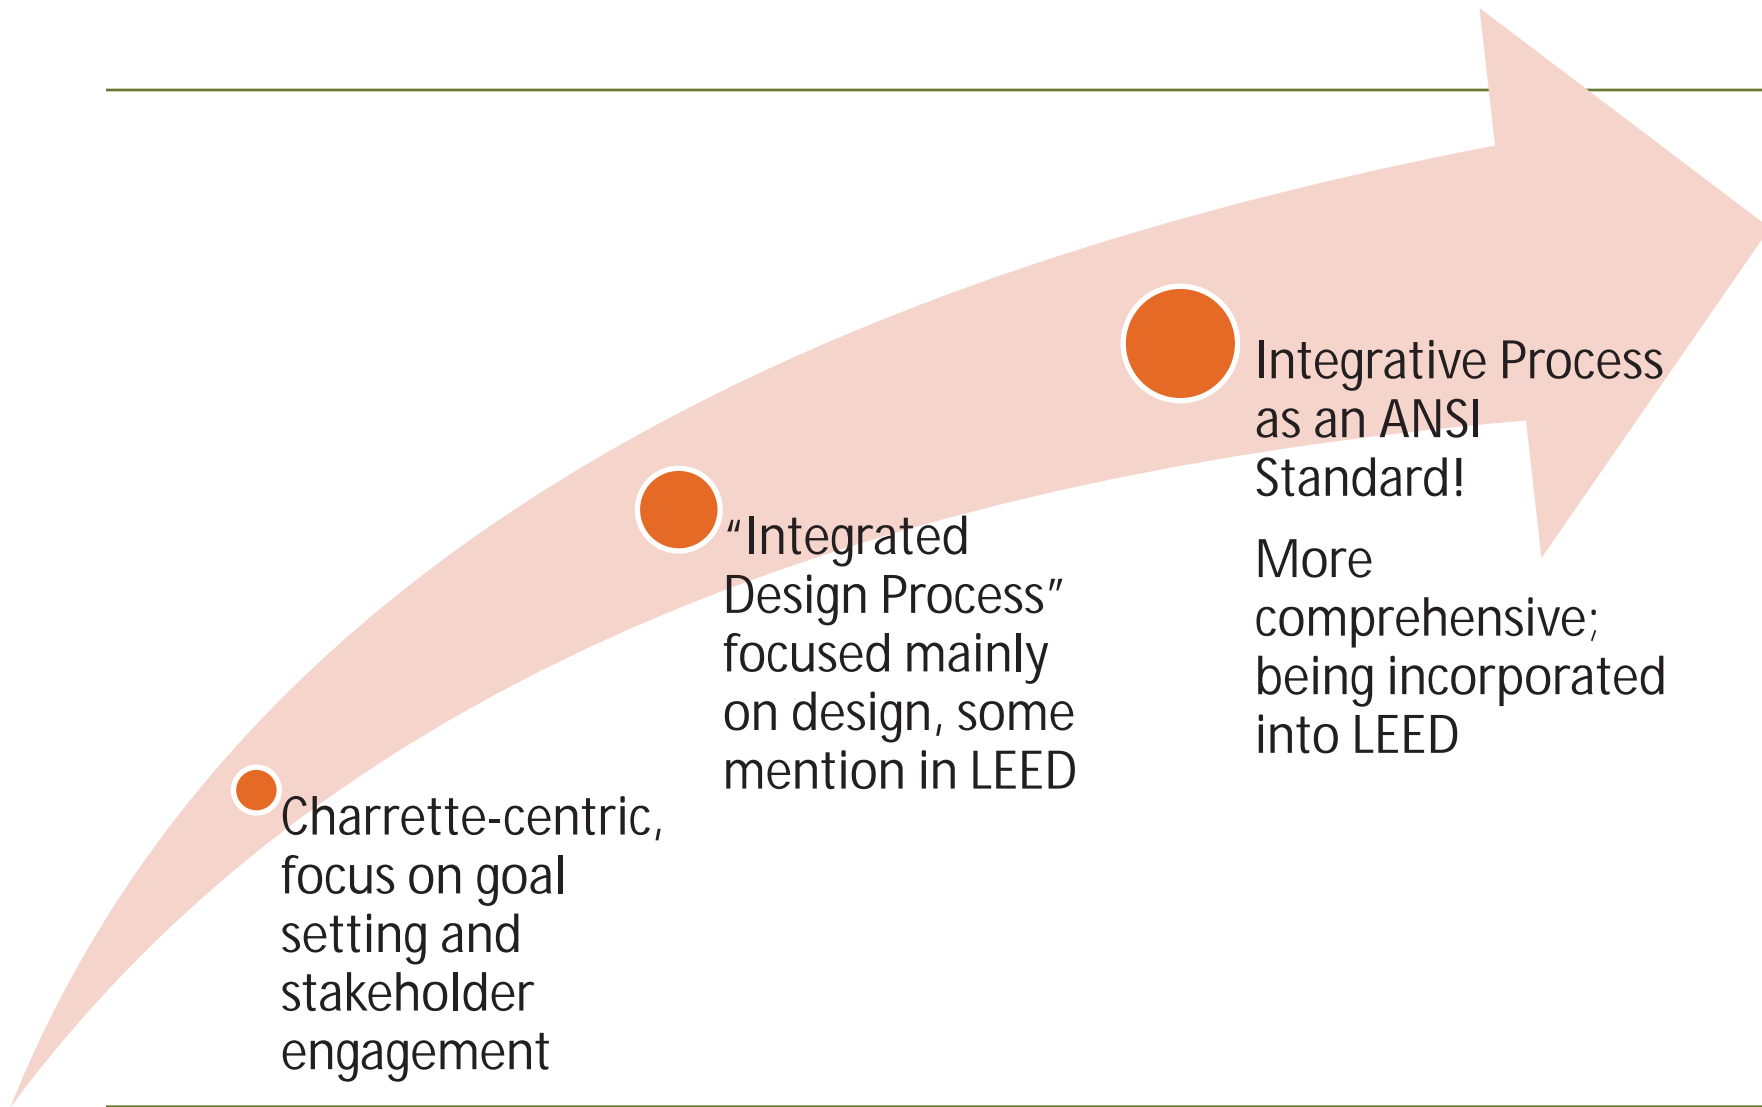 Integrative Process
as an ANSI
Standard!
More
comprehensive;
being incorporated
into LEED
“Integrated
Design Process”
focused mainly
on design, some
mention in LEED
Charrette-centric,
focus on goal
setting and
stakeholder
engagement